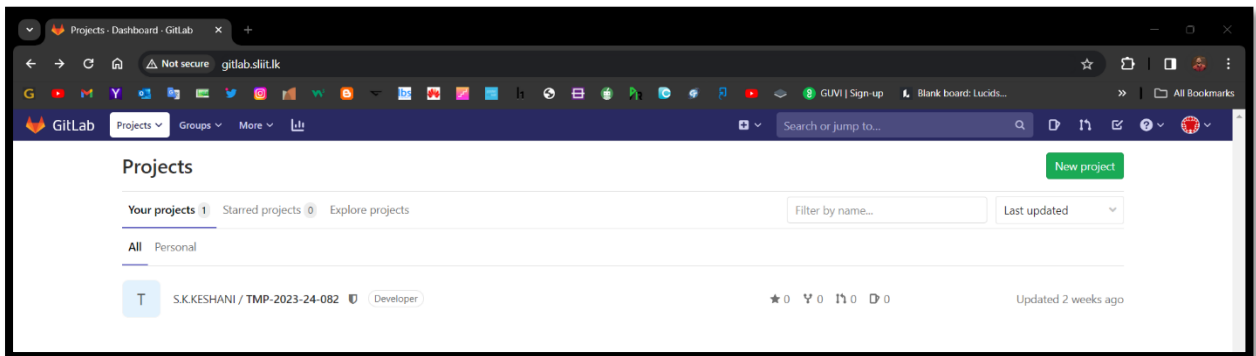 Projects · Dashboard · GitLab
Not secure gitlab.sliit.lk
GUVI | Sign-up Blank board: Lucids... » All Bookmarks
GitLab Projects Groups More Search or jump to...
Projects New project
Your projects 1 Starred projects 0 Explore projects Filter by name... Last updated
All Personal
T S.K.KESHANI / TMP-2023-24-082 Developer 0 0 0 0 Updated 2 weeks ago